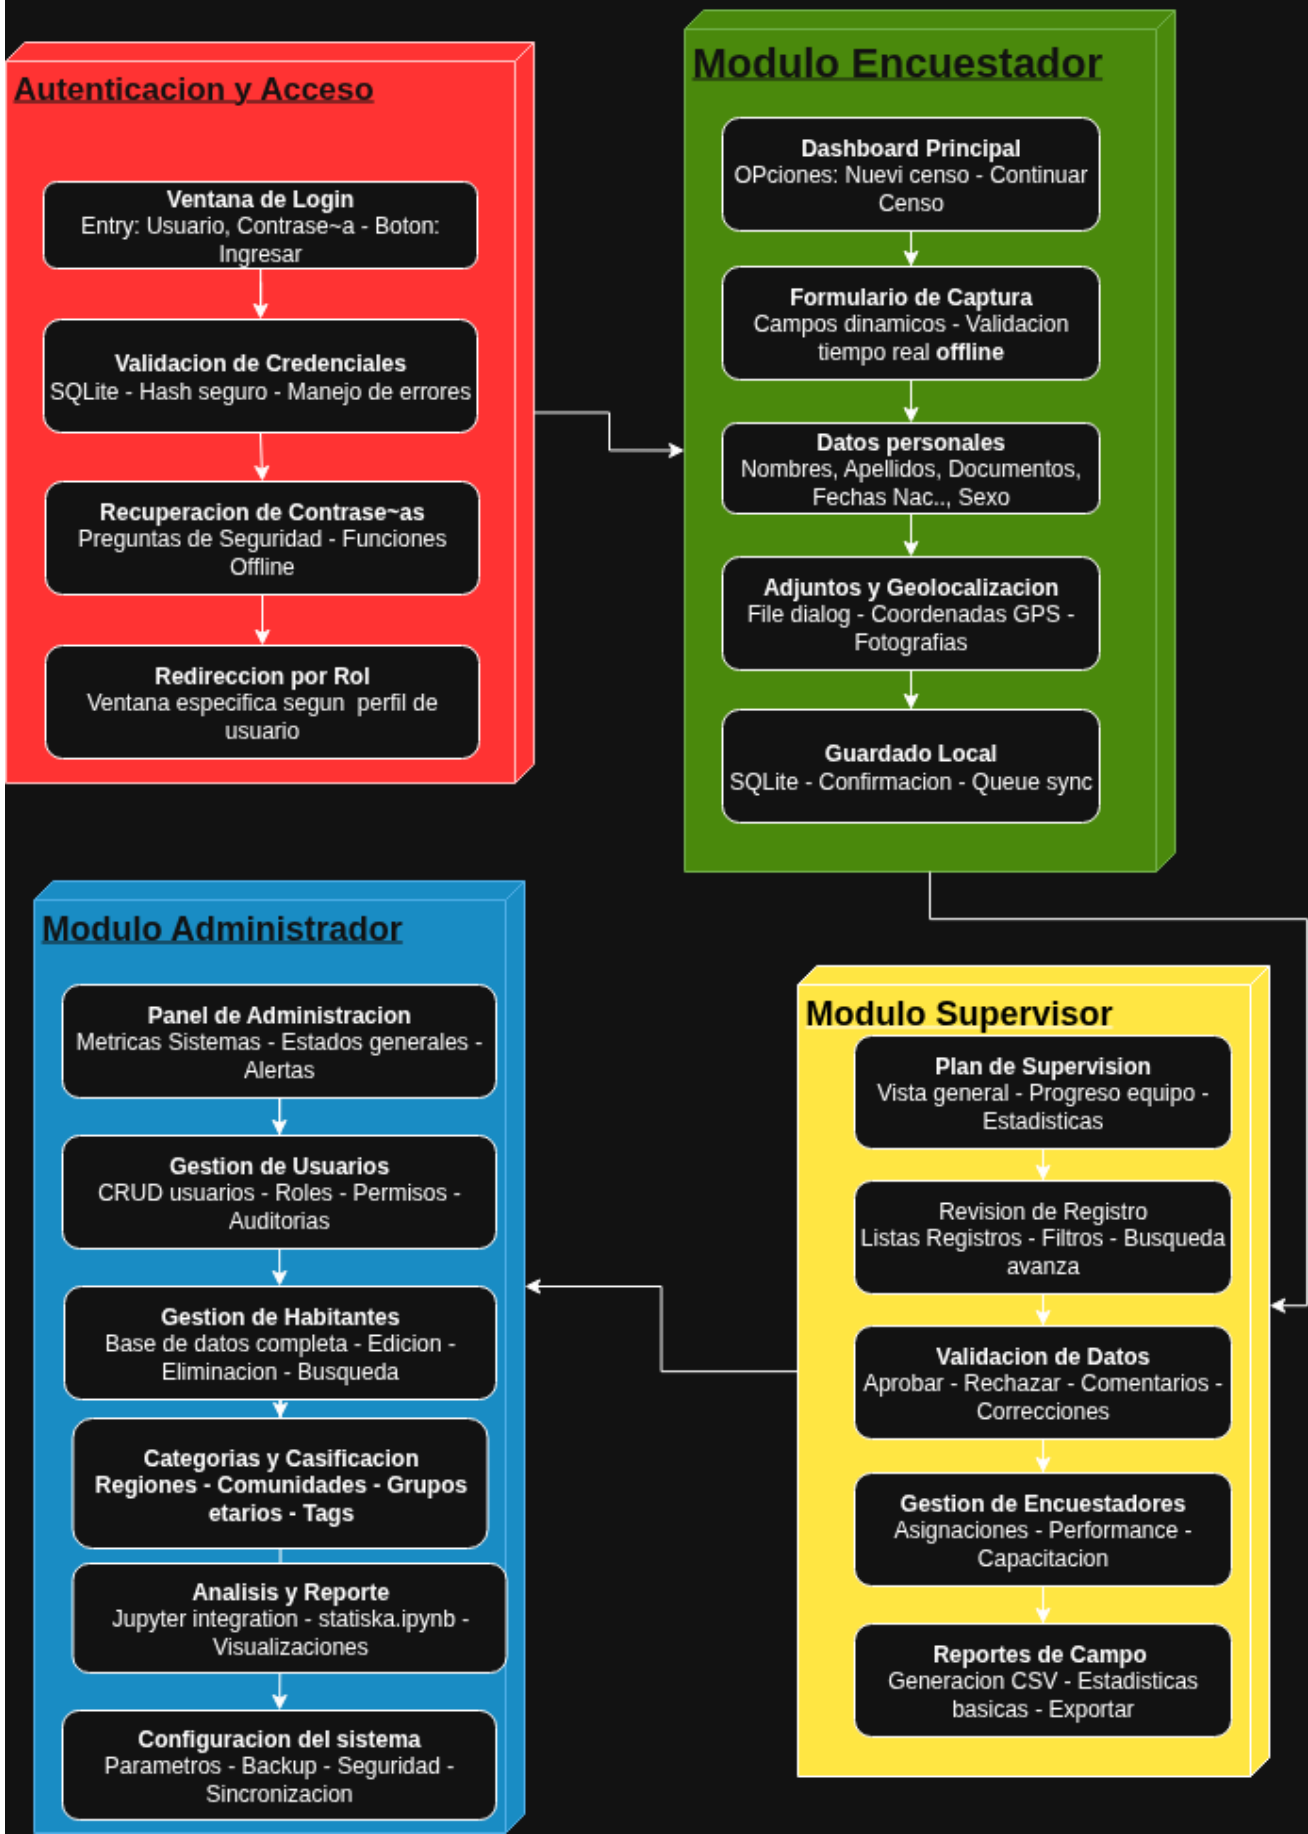 Autenticacion y Acceso
Ventana de Login
Entry: Usuario, Contrase~a - Boton:
Ingresar
Validacion de Credenciales
SQLite - Hash seguro - Manejo de errores
Recuperacion de Contrase~as
Preguntas de Seguridad - Funciones
Offline
Redireccion por Rol
Ventana especifica segun  perfil de
usuario
Modulo Encuestador
Dashboard Principal
OPciones: Nuevi censo - Continuar
Censo
Formulario de Captura
Campos dinamicos - Validacion
tiempo real offline
Datos personales
Nombres, Apellidos, Documentos,
Fechas Nac.., Sexo
Adjuntos y Geolocalizacion
File dialog - Coordenadas GPS -
Fotografias
Guardado Local
SQLite - Confirmacion - Queue sync
Modulo Supervisor
Plan de Supervision
Vista general - Progreso equipo -
Estadisticas
Revision de Registro
Listas Registros - Filtros - Busqueda
avanza
Validacion de Datos
Aprobar - Rechazar - Comentarios -
Correcciones
Gestion de Encuestadores
Asignaciones - Performance -
Capacitacion
Reportes de Campo
Generacion CSV - Estadisticas
basicas - Exportar
Modulo Administrador
Panel de Administracion
Metricas Sistemas - Estados generales -
Alertas
Gestion de Usuarios
CRUD usuarios - Roles - Permisos -
Auditorias
Gestion de Habitantes
Base de datos completa - Edicion -
Eliminacion - Busqueda
Categorias y Casificacion
Regiones - Comunidades - Grupos
etarios - Tags
Analisis y Reporte
Jupyter integration - statiska.ipynb -
Visualizaciones
Configuracion del sistema
Parametros - Backup - Seguridad -
Sincronizacion